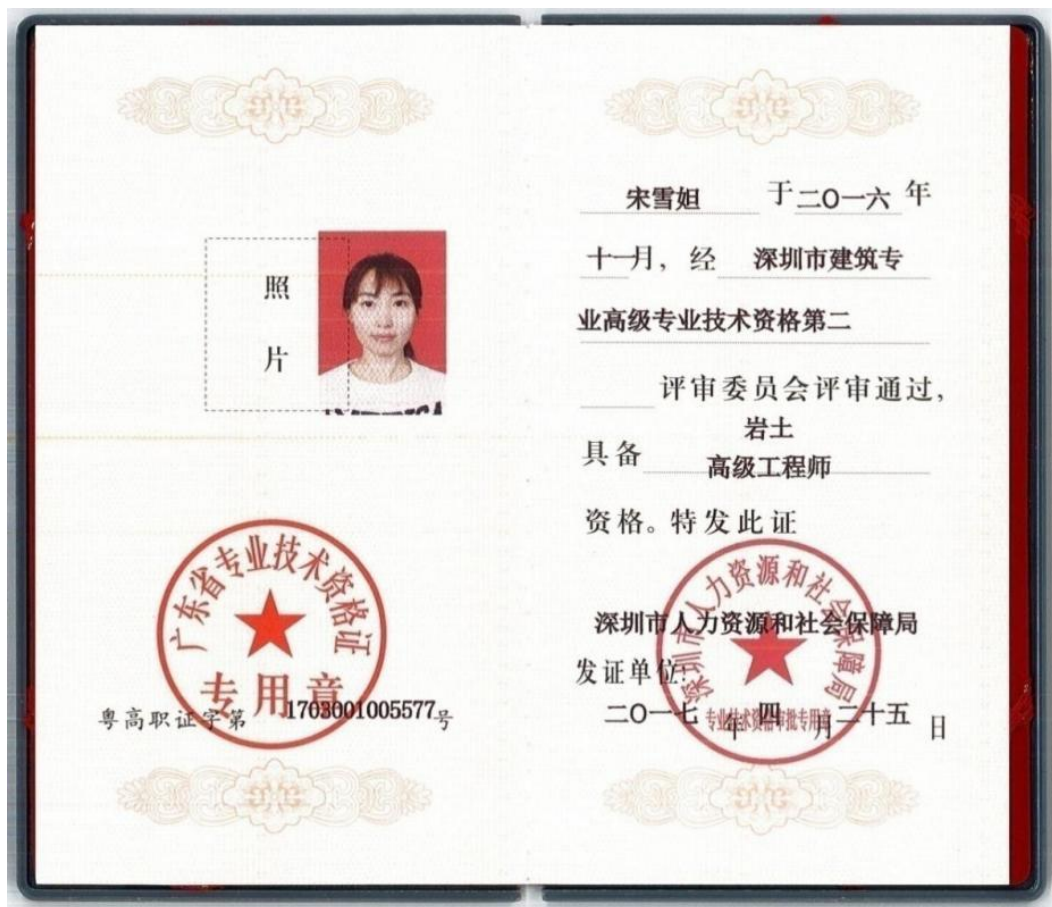 照
片
广东省专业技术资格证
专用章
粤高职证字第 1703001005577号
宋雪妲 于二O一六年
十一月，经 深圳市建筑专
业高级专业技术资格第二
评审委员会评审通过，
岩土
具备 高级工程师
资格。特发此证
深圳市人力资源和社会保障局
深圳市人力资源和社会保障局
发证单位：
专业技术资格审批专用章
二O一七年四月二十五日